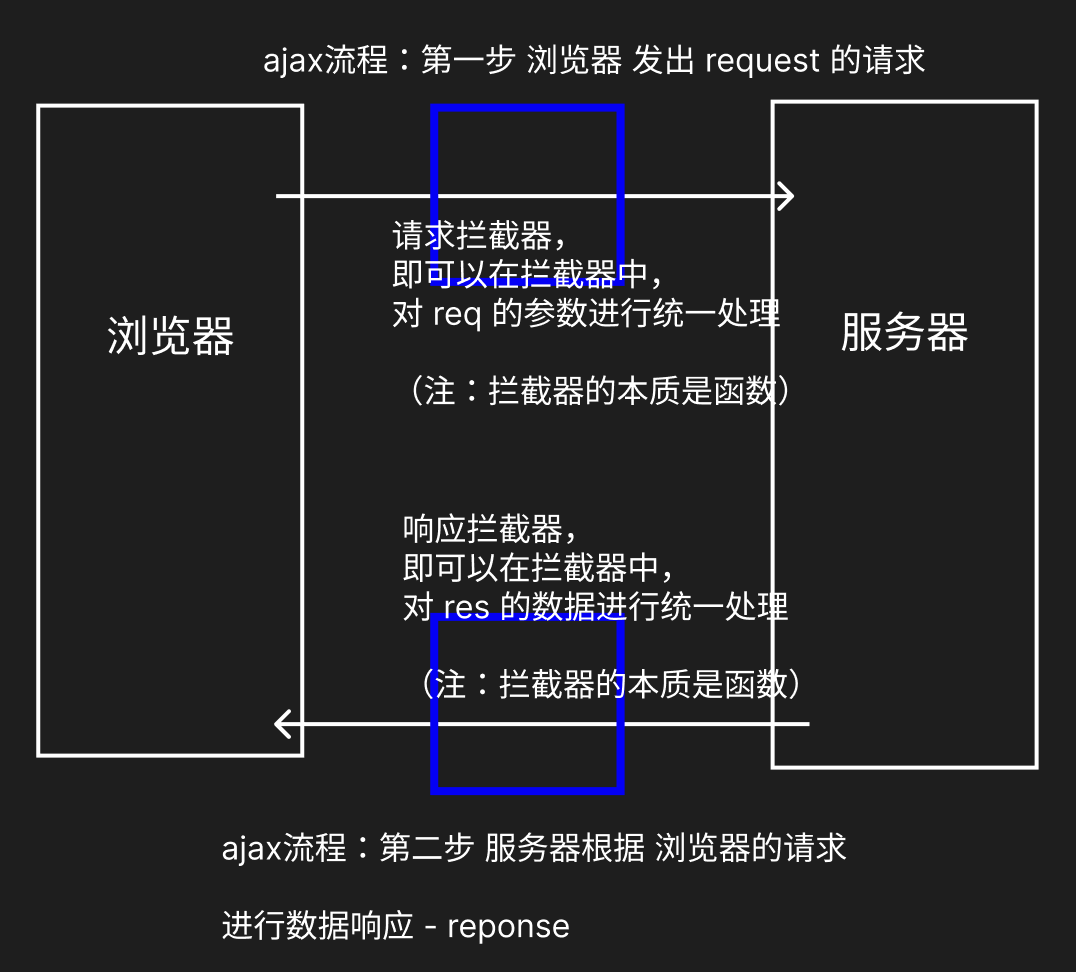 ajax流程：第一步 浏览器 发出 request 的请求
请求拦截器，
即可以在拦截器中，
对 req 的参数进行统一处理
浏览器
服务器
（注：拦截器的本质是函数）
响应拦截器，
即可以在拦截器中，
对 res 的数据进行统一处理
（注：拦截器的本质是函数）
ajax流程：第二步 服务器根据 浏览器的请求
进行数据响应 - reponse